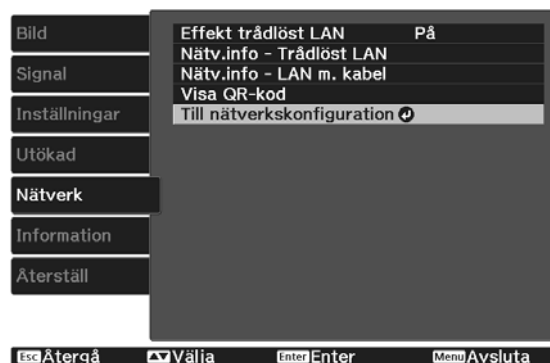 Bild
Signal
Inställningar
Utökad
Nätverk
Information
Återställ
Effekt trådlöst LAN På
Nätv.info - Trådlöst LAN
Nätv.info - LAN m. kabel
Visa QR-kod
Till nätverkskonfiguration
Esc Återgå Välja Enter Enter Menu Avsluta